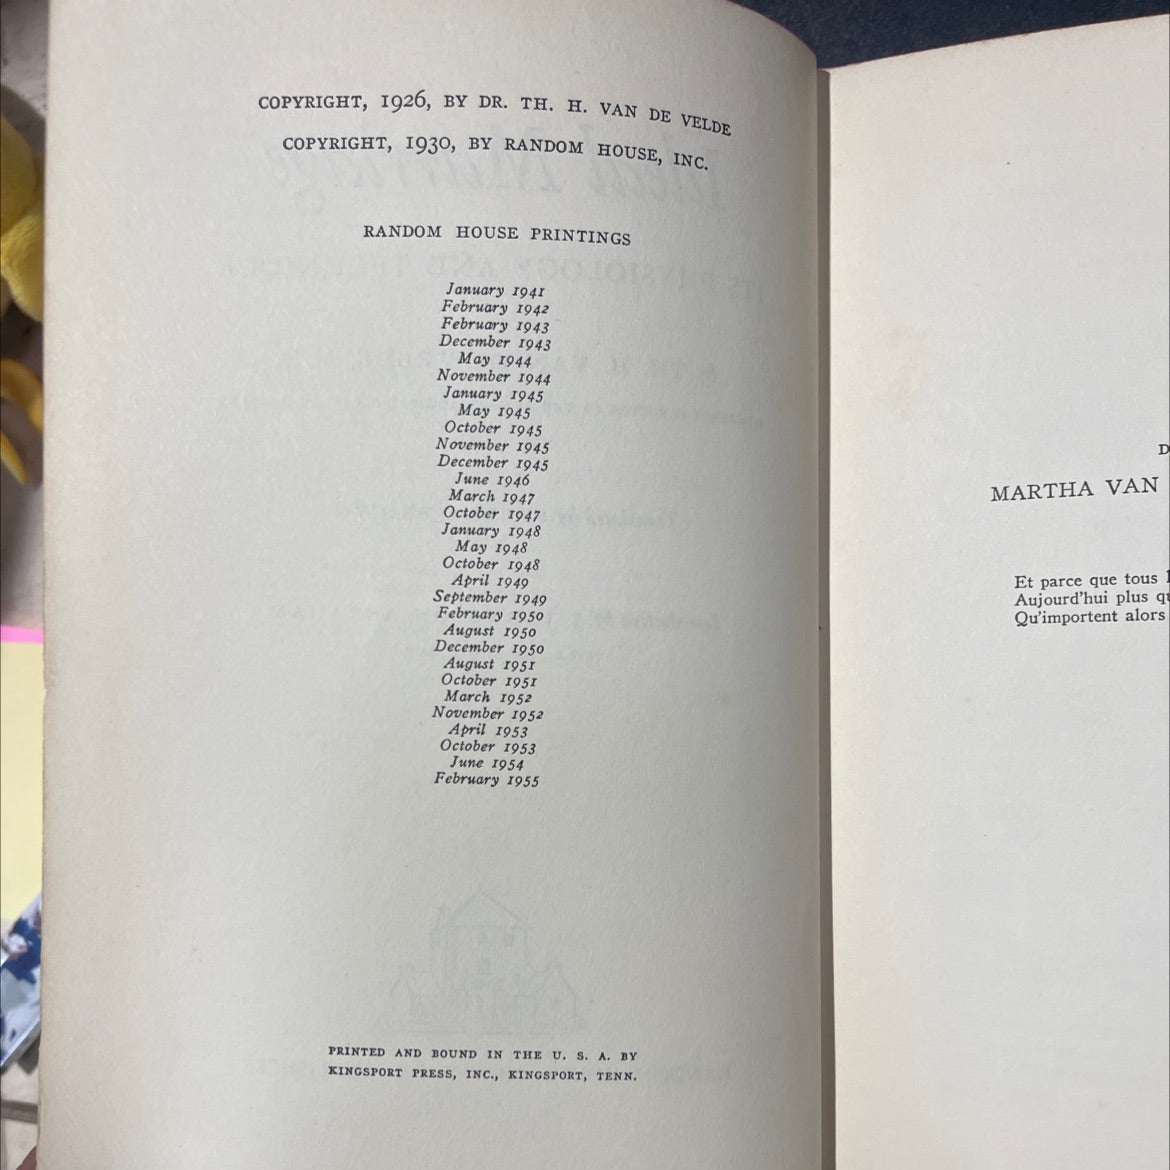 COPYRIGHT, 1926, BY DR. TH. H. VAN DE VELDE
COPYRIGHT, 1930, BY RANDOM HOUSE, INC.
RANDOM HOUSE PRINTINGS
January 1941
February 1942
February 1943
December 1943
May 1944
November 1944
January 1945
May 1945
October 1945
November 1945
December 1945
June 1946
March 1947
October 1947
January 1948
May 1948
October 1948
April 1949
September 1949
February 1950
August 1950
December 1950
August 1951
October 1951
March 1952
November 1952
April 1953
October 1953
June 1954
February 1955
PRINTED AND BOUND IN THE U. S. A. BY
KINGSPORT PRESS, INC., KINGSPORT, TENN.
D
MARTHA VAN
Et parce que tous
Aujourd'hui plus
Qu'importent alors